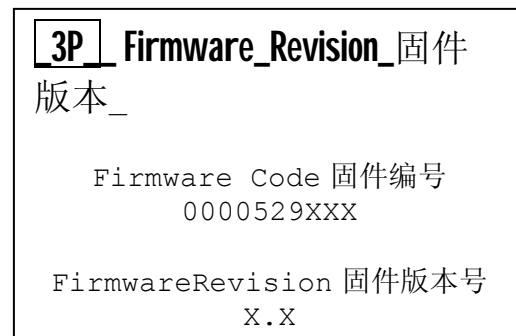 _3P__ Firmware_Revision_固件
版本_
Firmware Code 固件编号
0000529XXX
FirmwareRevision 固件版本号
X.X